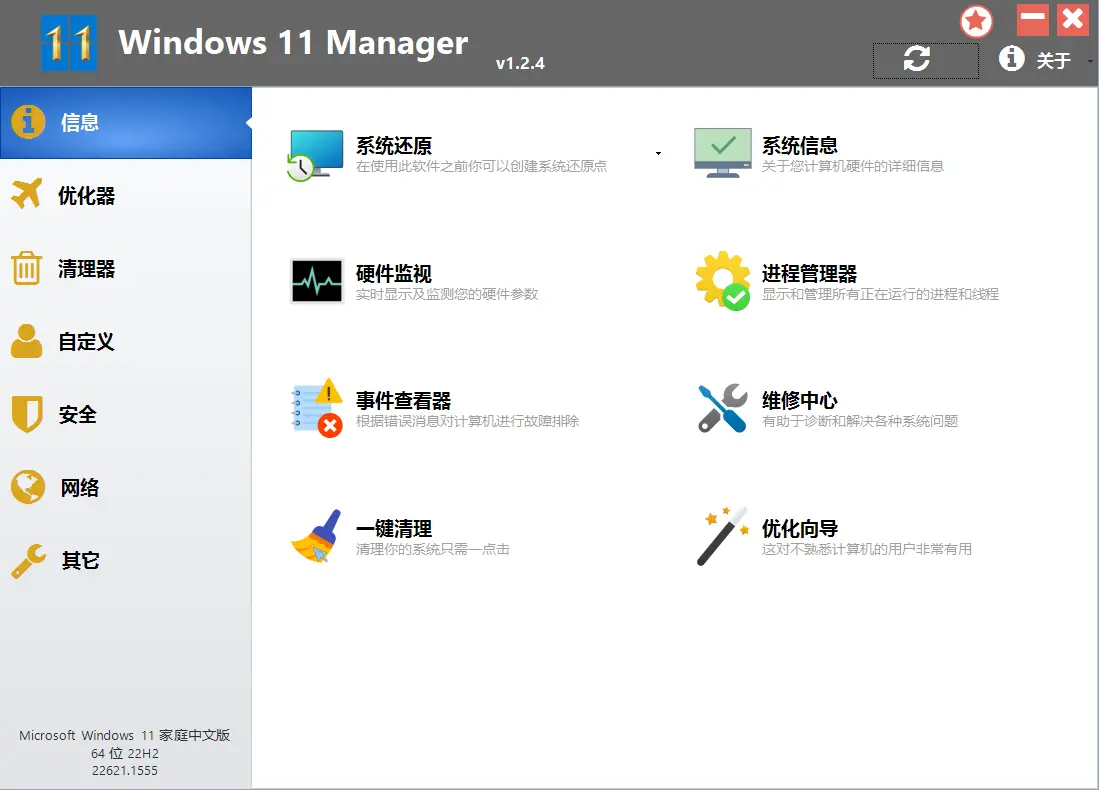 11 Windows 11 Manager v1.2.4
关于
信息
优化器
清理器
自定义
安全
网络
其它
Microsoft Windows 11 家庭中文版
64 位 22H2
22621.1555
系统还原
在使用此软件之前你可以创建系统还原点
系统信息
关于您计算机硬件的详细信息
硬件监视
实时显示及监测您的硬件参数
进程管理器
显示和管理所有正在运行的进程和线程
事件查看器
根据错误消息对计算机进行故障排除
维修中心
有助于诊断和解决各种系统问题
一键清理
清理你的系统只需一点击
优化向导
这对不熟悉计算机的用户非常有用